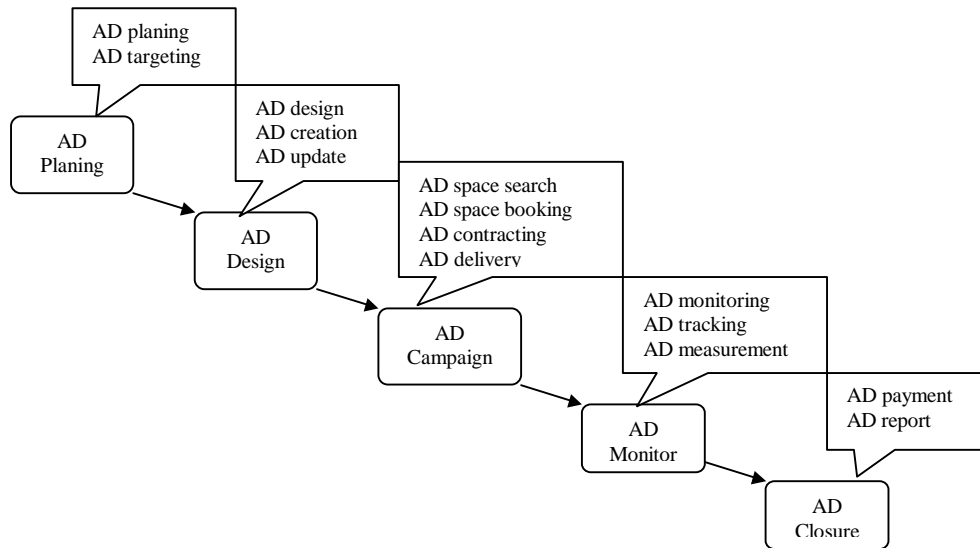 AD planing
AD targeting
AD
Planing
AD design
AD creation
AD update
AD
Design
AD space search
AD space booking
AD contracting
AD delivery
AD
Campaign
AD monitoring
AD tracking
AD measurement
AD
Monitor
AD payment
AD report
AD
Closure